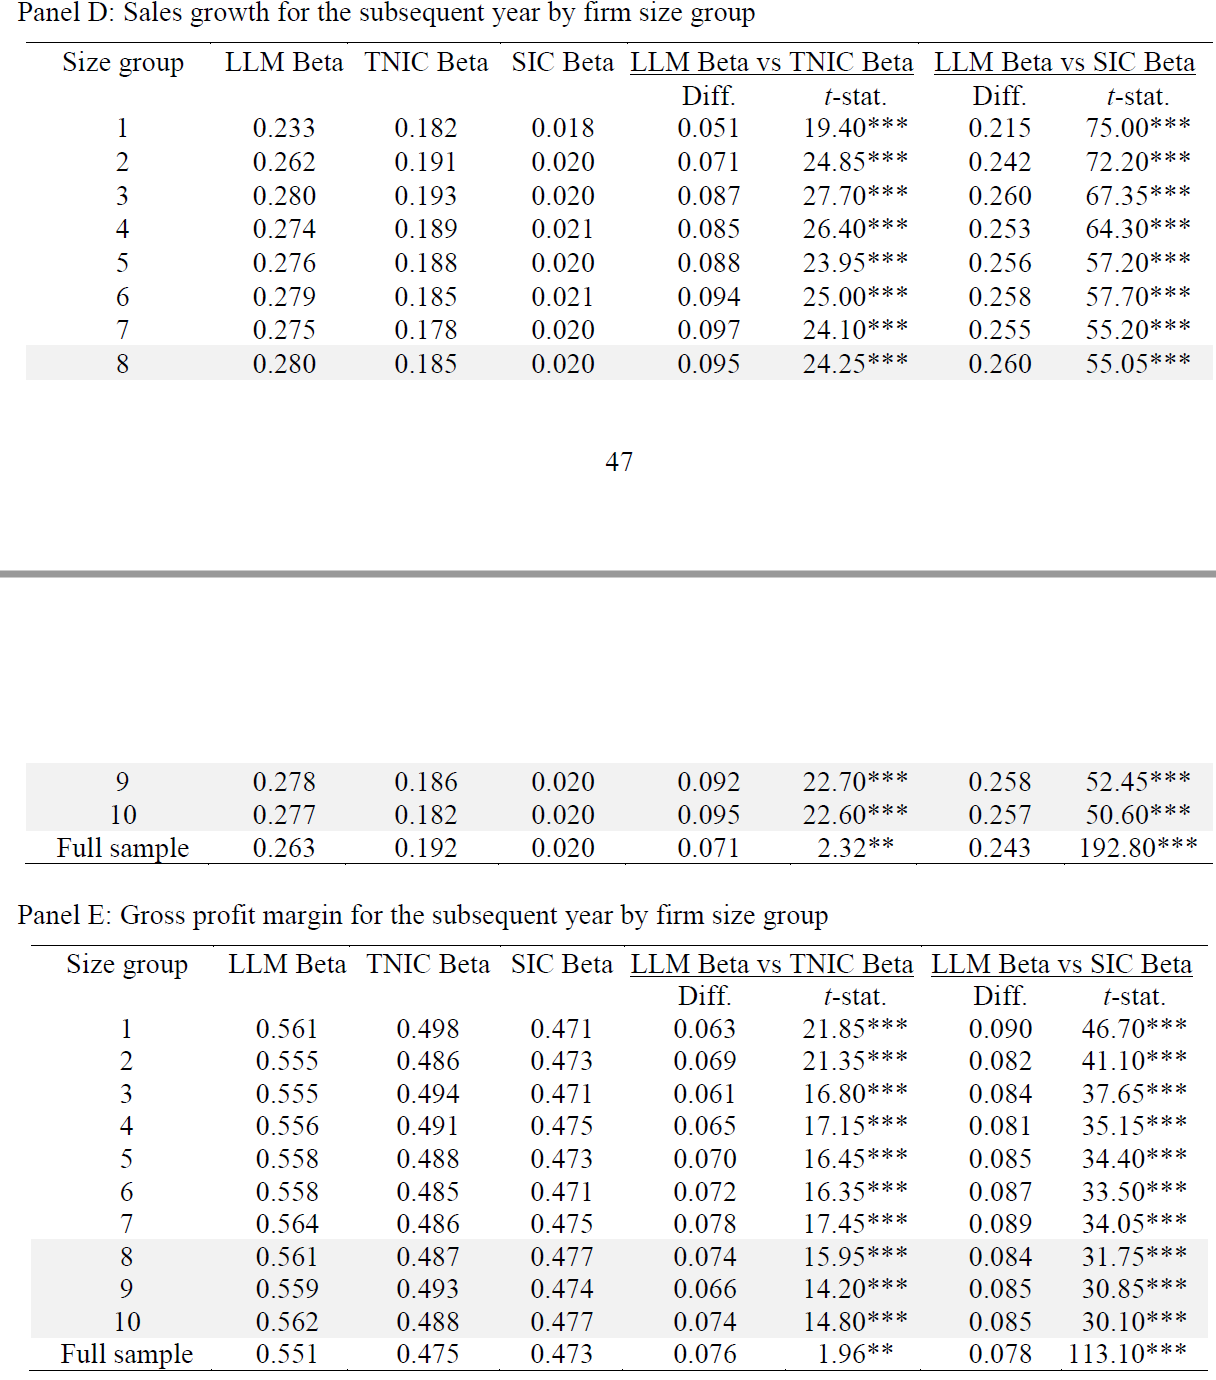 Panel D: Sales growth for the subsequent year by firm size group
Size group LLM Beta TNIC Beta SIC Beta LLM Beta vs TNIC Beta LLM Beta vs SIC Beta
Diff. t-stat. Diff. t-stat.
1 0.233 0.182 0.018 0.051 19.40*** 0.215 75.00***
2 0.262 0.191 0.020 0.071 24.85*** 0.242 72.20***
3 0.280 0.193 0.020 0.087 27.70*** 0.260 67.35***
4 0.274 0.189 0.021 0.085 26.40*** 0.253 64.30***
5 0.276 0.188 0.020 0.088 23.95*** 0.256 57.20***
6 0.279 0.185 0.021 0.094 25.00*** 0.258 57.70***
7 0.275 0.178 0.020 0.097 24.10*** 0.255 55.20***
8 0.280 0.185 0.020 0.095 24.25*** 0.260 55.05***
47
9 0.278 0.186 0.020 0.092 22.70*** 0.258 52.45***
10 0.277 0.182 0.020 0.095 22.60*** 0.257 50.60***
Full sample 0.263 0.192 0.020 0.071 2.32** 0.243 192.80***
Panel E: Gross profit margin for the subsequent year by firm size group
Size group LLM Beta TNIC Beta SIC Beta LLM Beta vs TNIC Beta LLM Beta vs SIC Beta
Diff. t-stat. Diff. t-stat.
1 0.561 0.498 0.471 0.063 21.85*** 0.090 46.70***
2 0.555 0.486 0.473 0.069 21.35*** 0.082 41.10***
3 0.555 0.494 0.471 0.061 16.80*** 0.084 37.65***
4 0.556 0.491 0.475 0.065 17.15*** 0.081 35.15***
5 0.558 0.488 0.473 0.070 16.45*** 0.085 34.40***
6 0.558 0.485 0.471 0.072 16.35*** 0.087 33.50***
7 0.564 0.486 0.475 0.078 17.45*** 0.089 34.05***
8 0.561 0.487 0.477 0.074 15.95*** 0.084 31.75***
9 0.559 0.493 0.474 0.066 14.20*** 0.085 30.85***
10 0.562 0.488 0.477 0.074 14.80*** 0.085 30.10***
Full sample 0.551 0.475 0.473 0.076 1.96** 0.078 113.10***